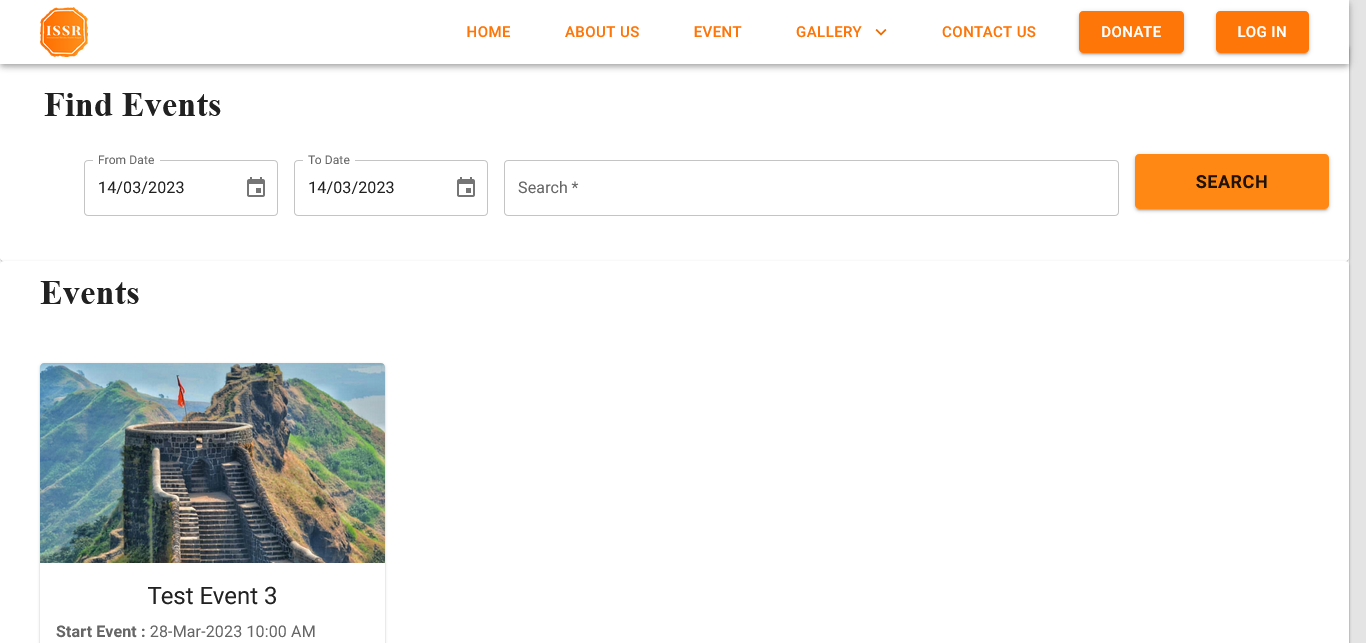 ISSR
HOME ABOUT US EVENT GALLERY CONTACT US DONATE LOG IN
Find Events
From Date To Date
14/03/2023 14/03/2023 Search * SEARCH
Events
Test Event 3
Start Event : 28-Mar-2023 10:00 AM